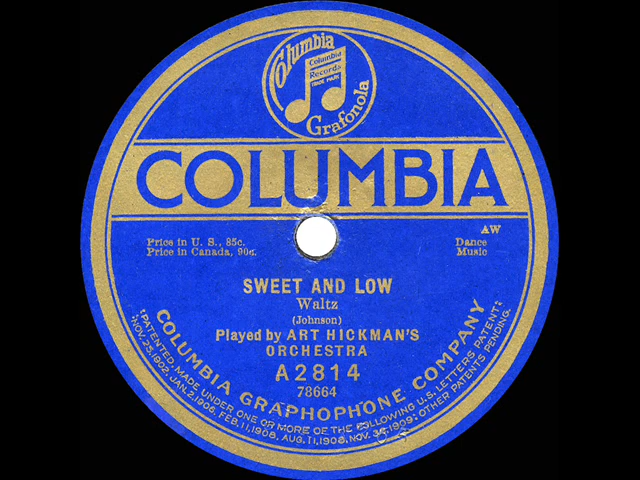 Columbia
Columbia
Records
TRADE MARK
Grafonola
COLUMBIA
Price in U. S., 85c.
Price in Canada, 90c.
AW
Dance
Music
SWEET AND LOW
Waltz
(Johnson)
Played by ART HICKMAN'S
ORCHESTRA
A2814
78664
COLUMBIA GRAPHOPHONE COMPANY
PATENTED, MADE UNDER ONE OR MORE OF THE FOLLOWING U.S. LETTERS PATENT:
NOV. 25, 1902, JAN. 2, 1906, FEB. 11, 1908, AUG. 11, 1908, NOV. 30, 1909; OTHER PATENTS PENDING.